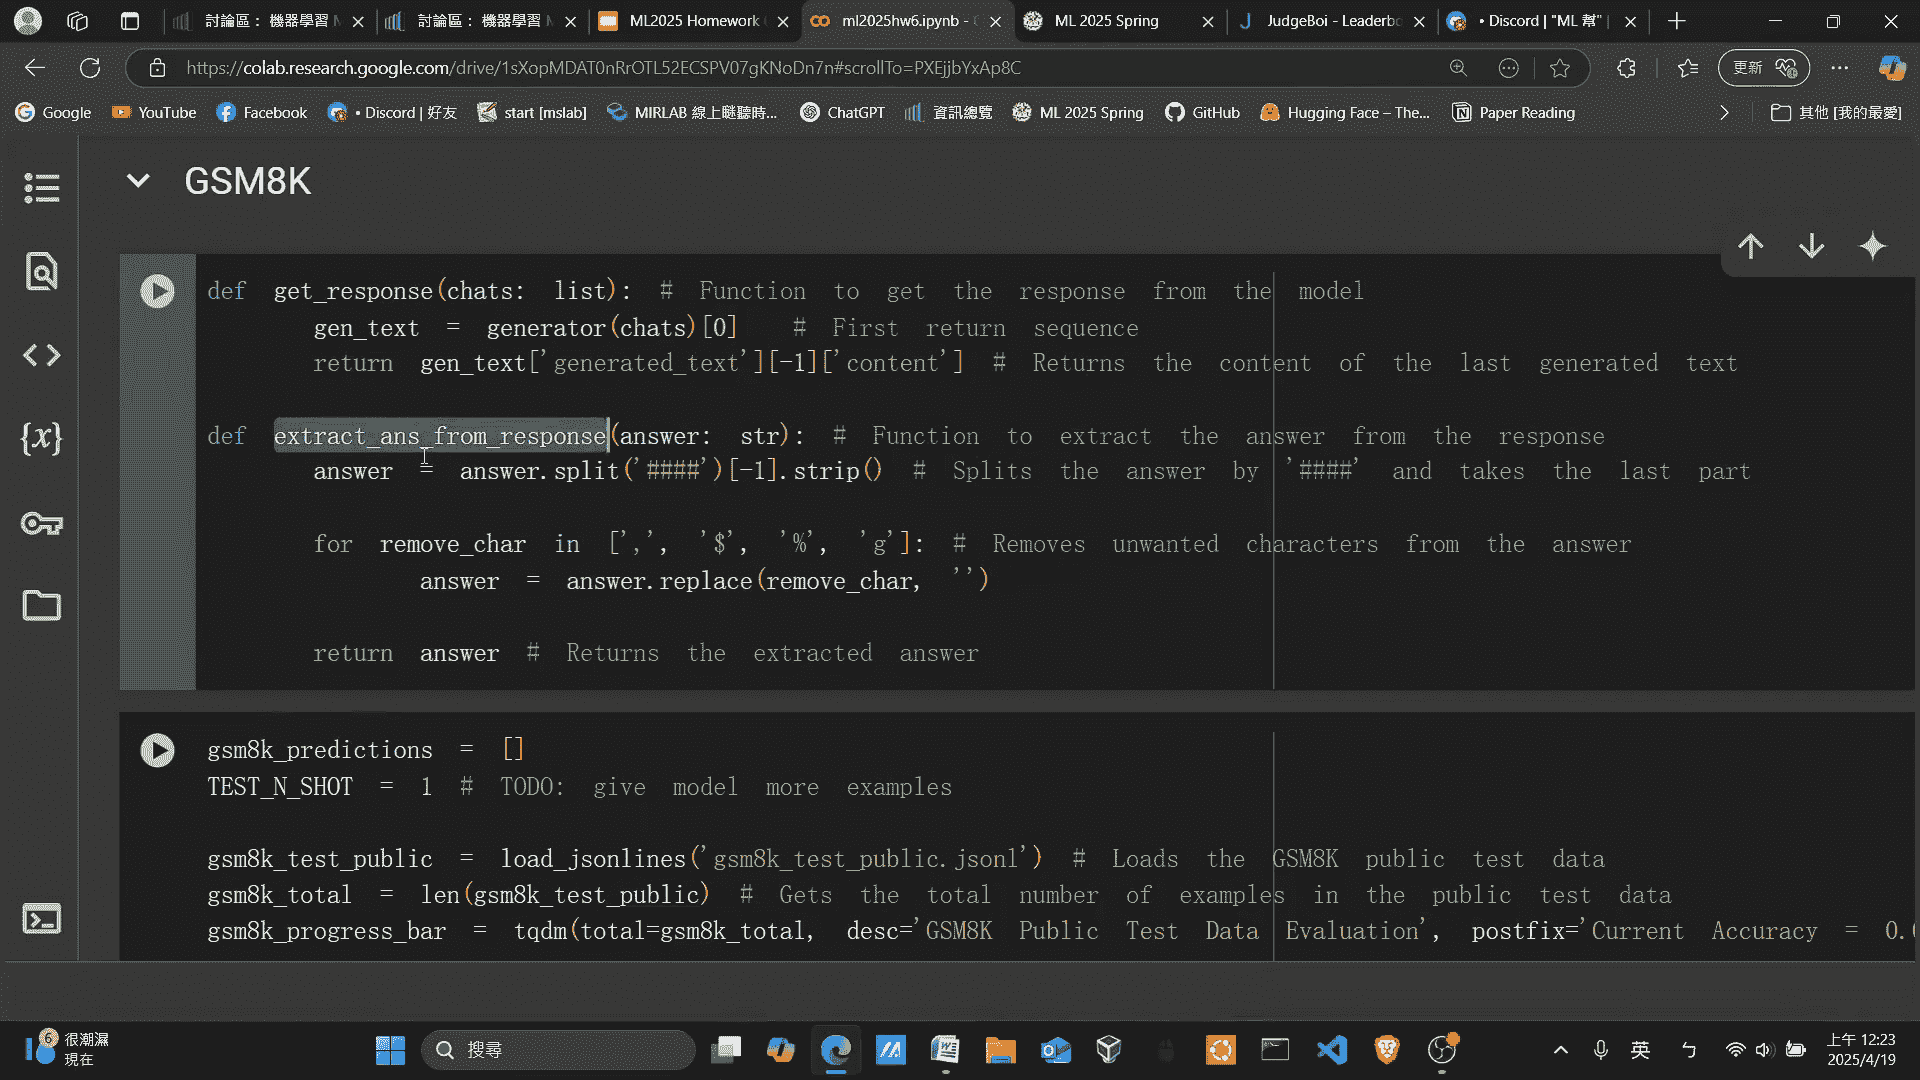 討論區： 機器學習
討論區： 機器學習
ML2025 Homework
ml2025hw6.ipynb -
ML 2025 Spring
JudgeBoi - Leaderbo
• Discord | "ML 幫" |
https://colab.research.google.com/drive/1sXopMDAT0nRrOTL52ECSPV07gKNoDn7n#scrollTo=PXEjjbYxAp8C
更新
Google
YouTube
Facebook
• Discord | 好友
start [mslab]
MIRLAB 線上聽聽時...
ChatGPT
資訊總覽
ML 2025 Spring
GitHub
Hugging Face – The...
Paper Reading
其他 [我的最愛]
GSM8K
def get_response(chats: list): # Function to get the response from the model
gen_text = generator(chats)[0] # First return sequence
return gen_text['generated_text'][-1]['content'] # Returns the content of the last generated text
def extract_ans_from_response(answer: str): # Function to extract the answer from the response
answer = answer.split('####')[-1].strip() # Splits the answer by '####' and takes the last part
for remove_char in [',', '$', '%', 'g']: # Removes unwanted characters from the answer
answer = answer.replace(remove_char, '')
return answer # Returns the extracted answer
gsm8k_predictions = []
TEST_N_SHOT = 1 # TODO: give model more examples
gsm8k_test_public = load_jsonlines('gsm8k_test_public.jsonl') # Loads the GSM8K public test data
gsm8k_total = len(gsm8k_test_public) # Gets the total number of examples in the public test data
gsm8k_progress_bar = tqdm(total=gsm8k_total, desc='GSM8K Public Test Data Evaluation', postfix='Current Accuracy = 0.
6
很潮濕
現在
搜尋
英
ㄅ
上午 12:23
2025/4/19